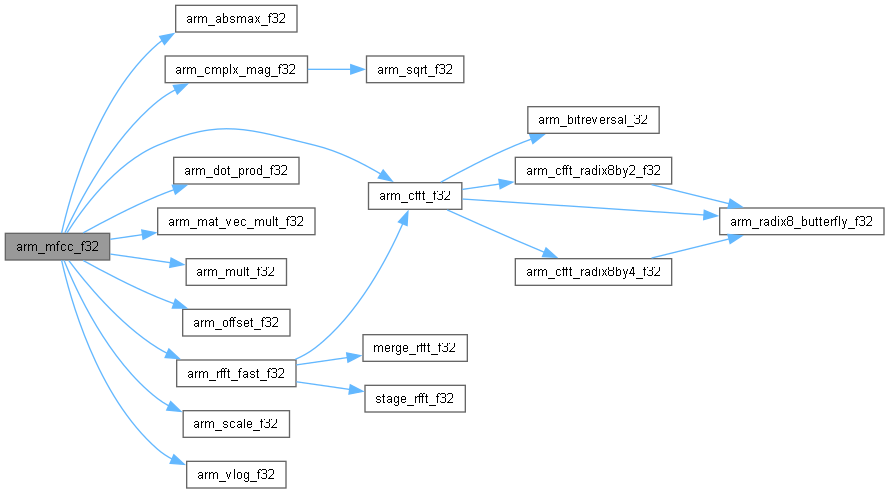 arm_absmax_f32
arm_cmplx_mag_f32
arm_sqrt_f32
arm_bitreversal_32
arm_cfft_radix8by2_f32
arm_dot_prod_f32
arm_cfft_f32
arm_mat_vec_mult_f32
arm_radix8_butterfly_f32
arm_mfcc_f32
arm_mult_f32
arm_cfft_radix8by4_f32
arm_offset_f32
merge_rfft_f32
arm_rfft_fast_f32
stage_rfft_f32
arm_scale_f32
arm_vlog_f32